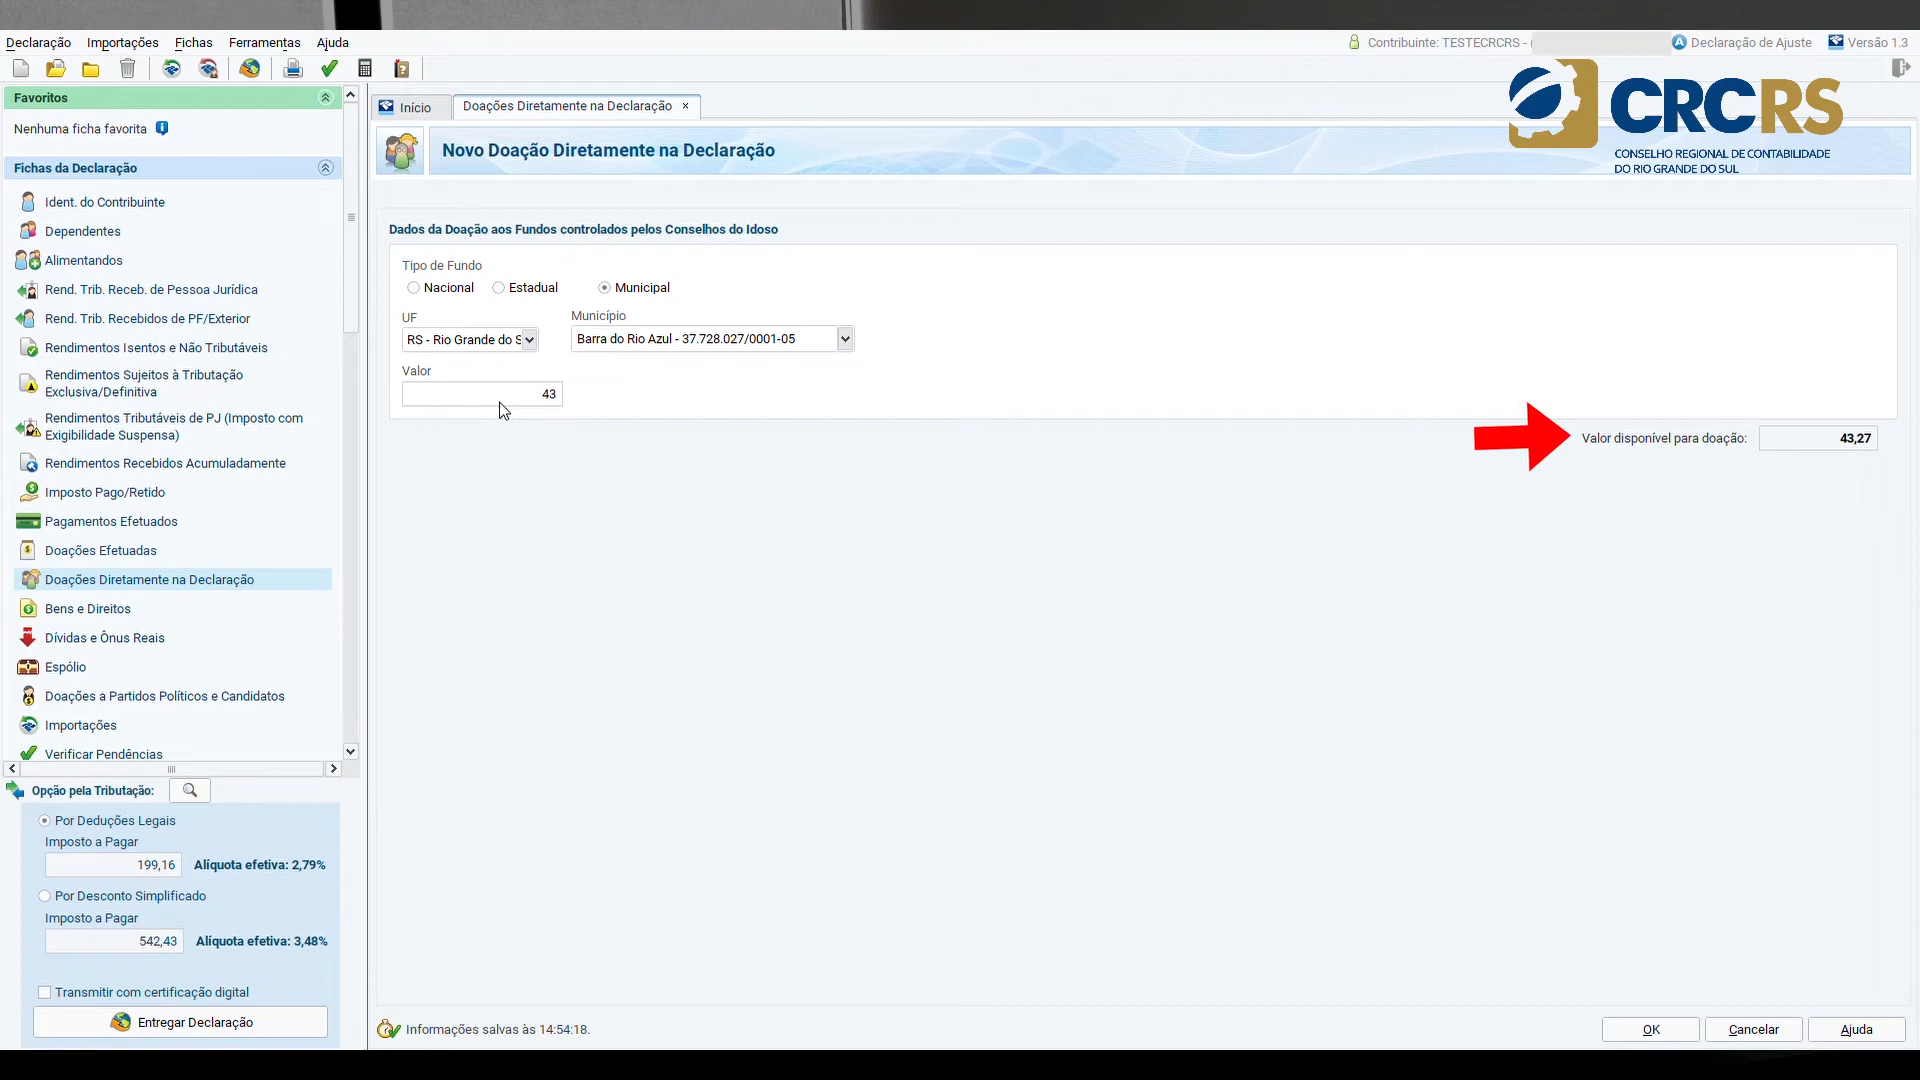 Declaração Importações Fichas Ferramentas Ajuda
Contribuinte: TESTECRCRS - ( Declaração de Ajuste Versão 1.3
CRCRS
CONSELHO REGIONAL DE CONTABILIDADE
DO RIO GRANDE DO SUL
Favoritos
Nenhuma ficha favorita
Fichas da Declaração
Ident. do Contribuinte
Dependentes
Alimentandos
Rend. Trib. Receb. de Pessoa Jurídica
Rend. Trib. Recebidos de PF/Exterior
Rendimentos Isentos e Não Tributáveis
Rendimentos Sujeitos à Tributação
Exclusiva/Definitiva
Rendimentos Tributáveis de PJ (Imposto com
Exigibilidade Suspensa)
Rendimentos Recebidos Acumuladamente
Imposto Pago/Retido
Pagamentos Efetuados
Doações Efetuadas
Doações Diretamente na Declaração
Bens e Direitos
Dívidas e Ônus Reais
Espólio
Doações a Partidos Políticos e Candidatos
Importações
Verificar Pendências
Opção pela Tributação:
Por Deduções Legais
Imposto a Pagar
199,16 Alíquota efetiva: 2,79%
Por Desconto Simplificado
Imposto a Pagar
542,43 Alíquota efetiva: 3,48%
Transmitir com certificação digital
Entregar Declaração
Início Doações Diretamente na Declaração ×
Novo Doação Diretamente na Declaração
Dados da Doação aos Fundos controlados pelos Conselhos do Idoso
Tipo de Fundo
Nacional Estadual Municipal
UF Município
RS - Rio Grande do S Barra do Rio Azul - 37.728.027/0001-05
Valor
43
Valor disponível para doação: 43,27
Informações salvas às 14:54:18.
OK Cancelar Ajuda